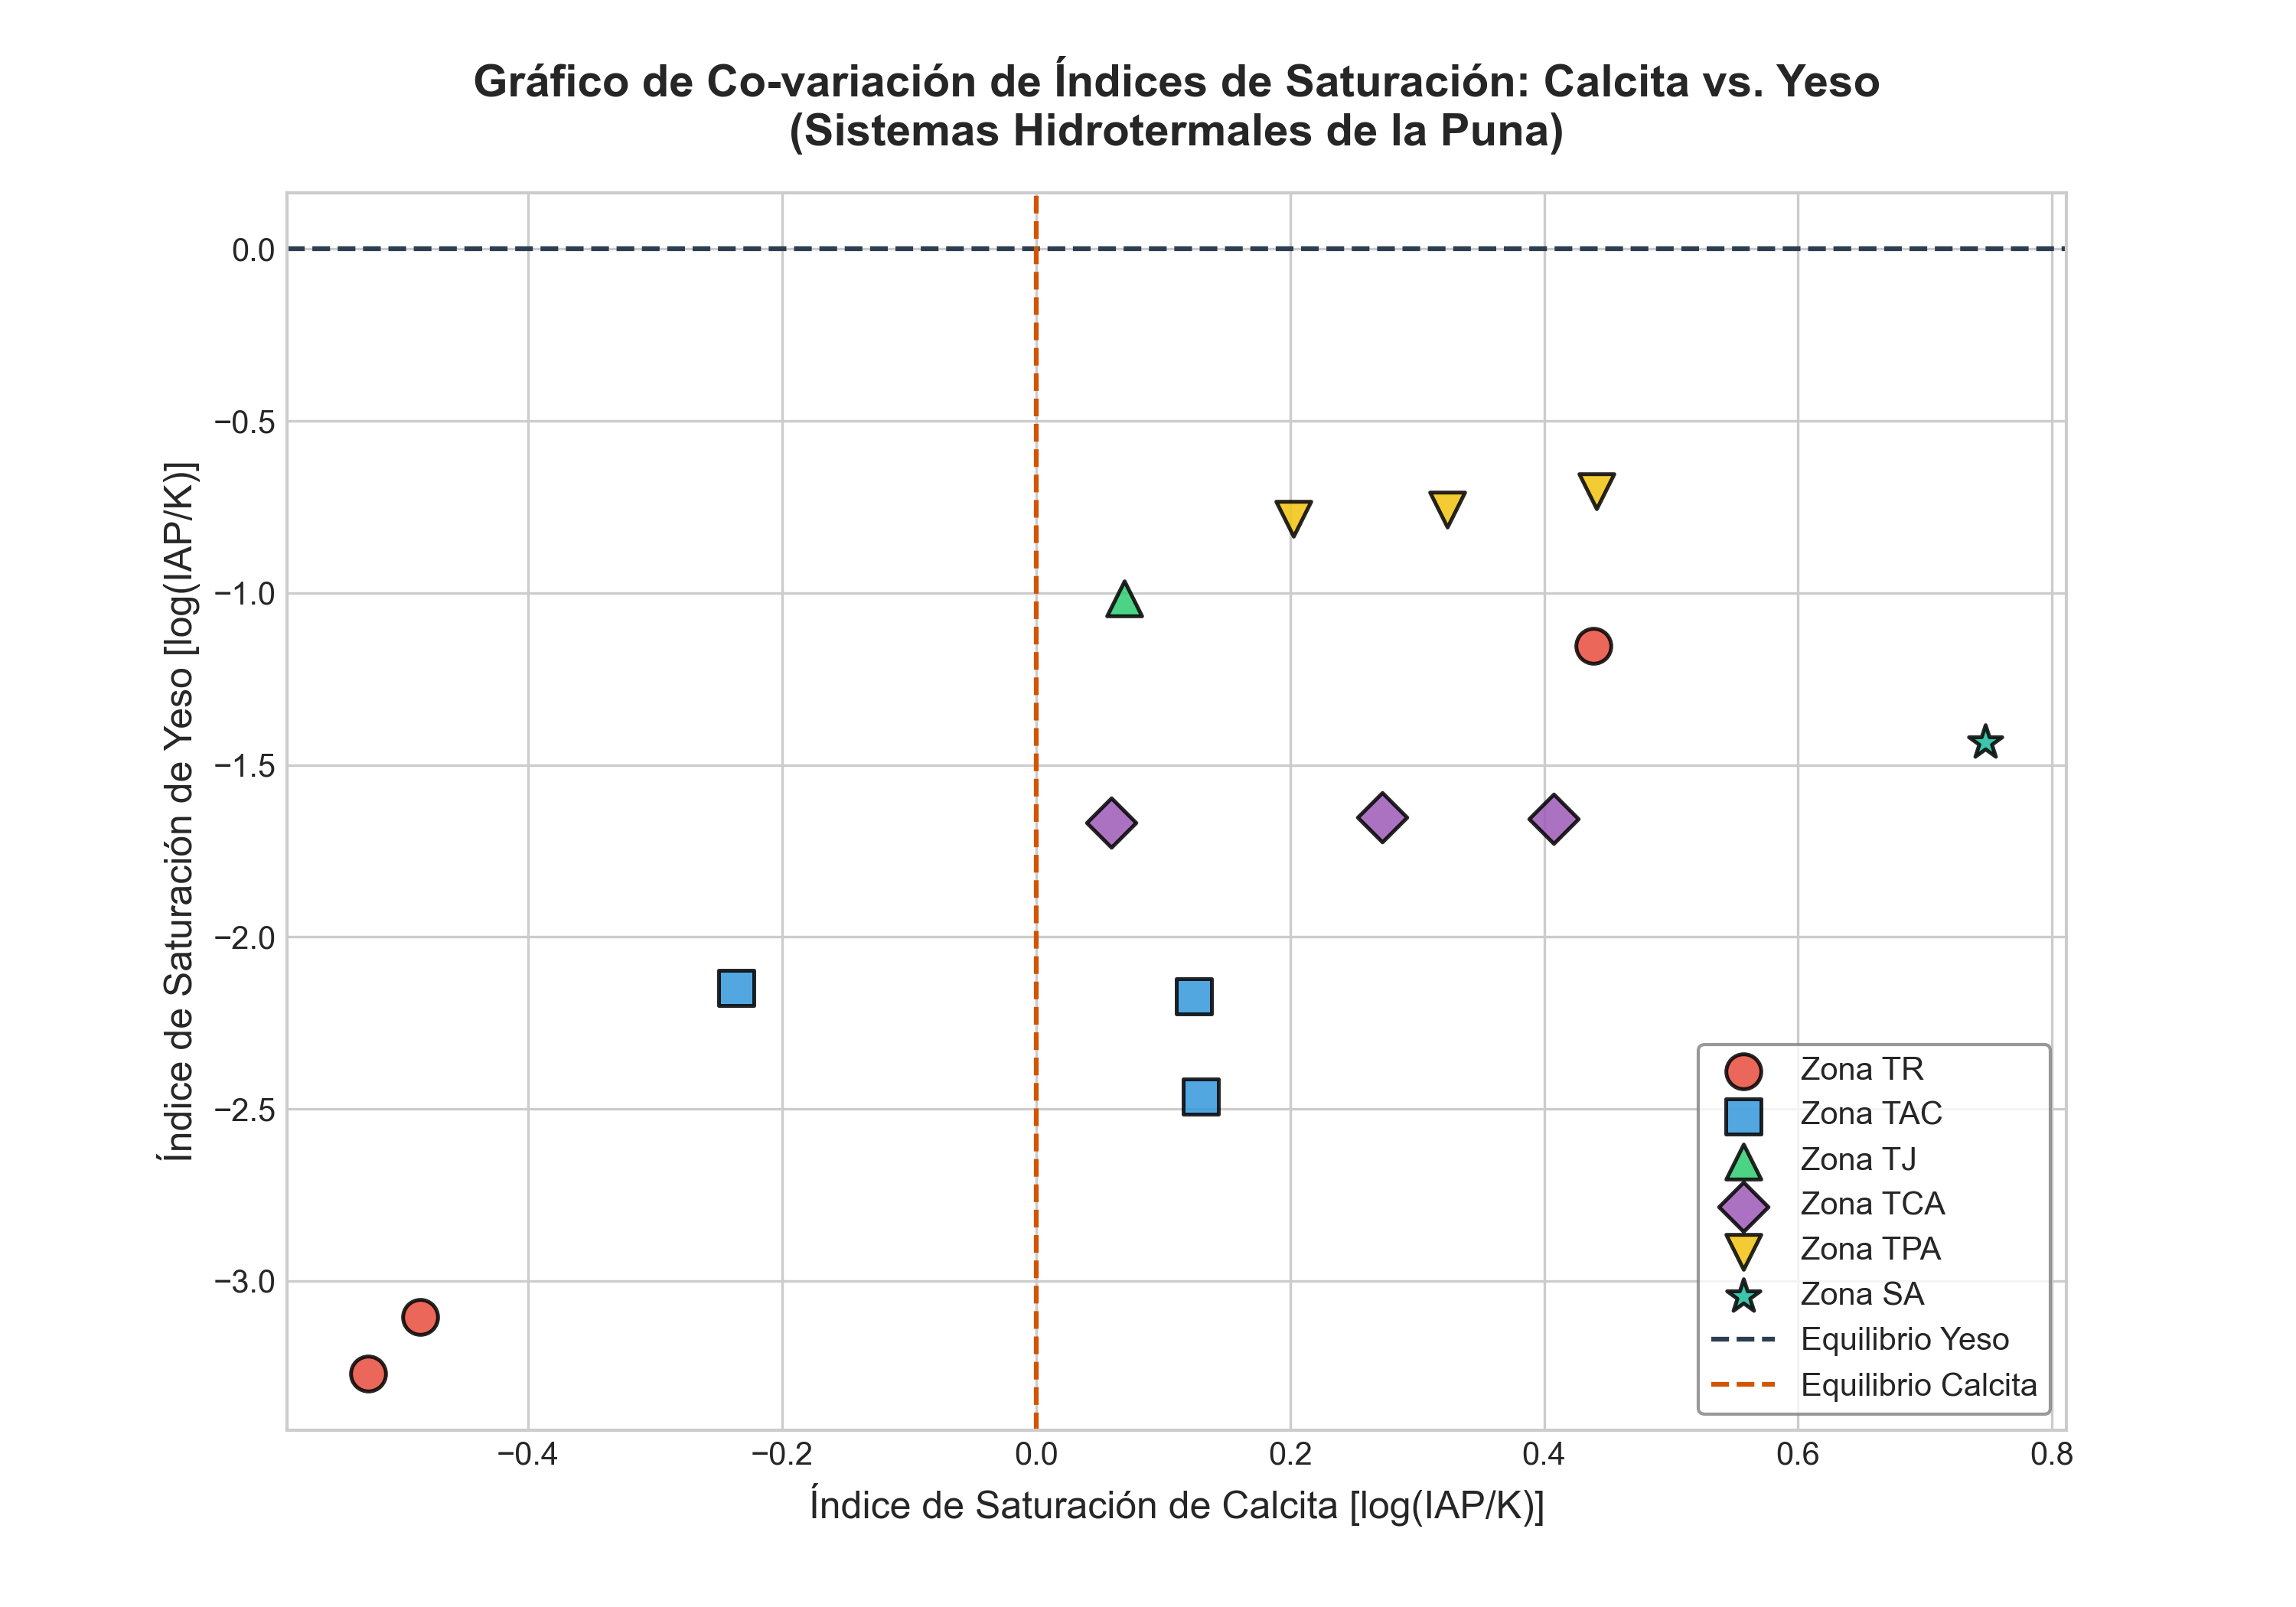 Gráfico de Co-variación de Índices de Saturación: Calcita vs. Yeso
(Sistemas Hidrotermales de la Puna)
Índice de Saturación de Yeso [log(IAP/K)]
0.0
−0.5
−1.0
−1.5
−2.0
−2.5
−3.0
Zona TR
Zona TAC
Zona TJ
Zona TCA
Zona TPA
Zona SA
Equilibrio Yeso
Equilibrio Calcita
−0.4 −0.2 0.0 0.2 0.4 0.6 0.8
Índice de Saturación de Calcita [log(IAP/K)]